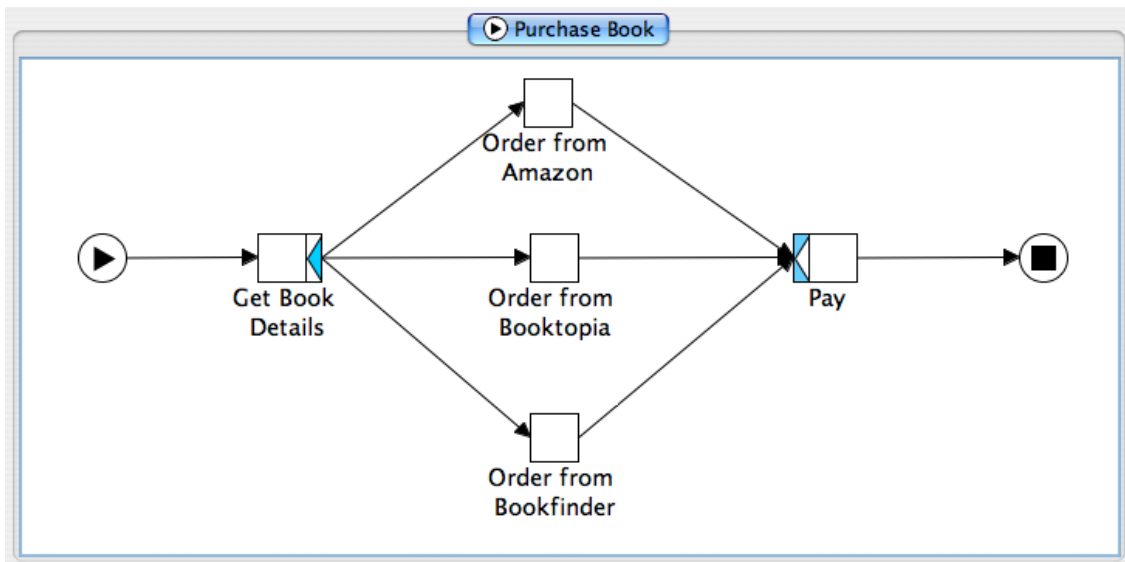 Purchase Book
Order from
Amazon
Get Book
Details
Order from
Booktopia
Pay
Order from
Bookfinder